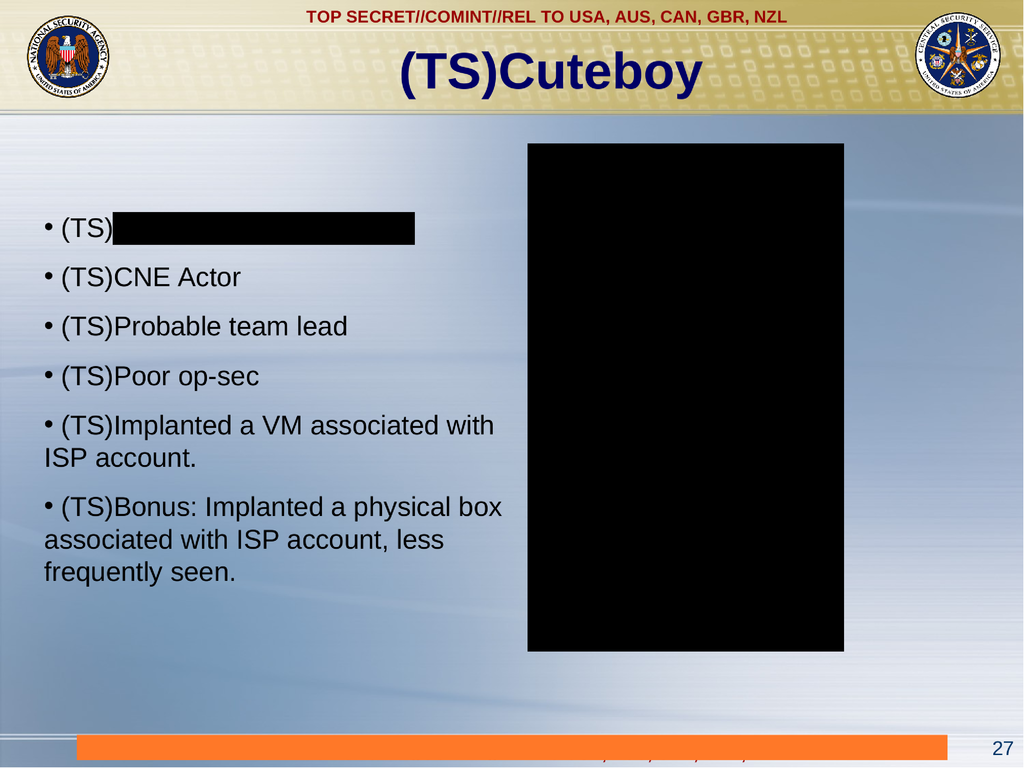 TOP SECRET//COMINT//REL TO USA, AUS, CAN, GBR, NZL
NATIONAL SECURITY AGENCY
UNITED STATES OF AMERICA
CENTRAL SECURITY SERVICE
UNITED STATES OF AMERICA
(TS)Cuteboy
• (TS)
• (TS)CNE Actor
• (TS)Probable team lead
• (TS)Poor op-sec
• (TS)Implanted a VM associated with
ISP account.
• (TS)Bonus: Implanted a physical box
associated with ISP account, less
frequently seen.
27